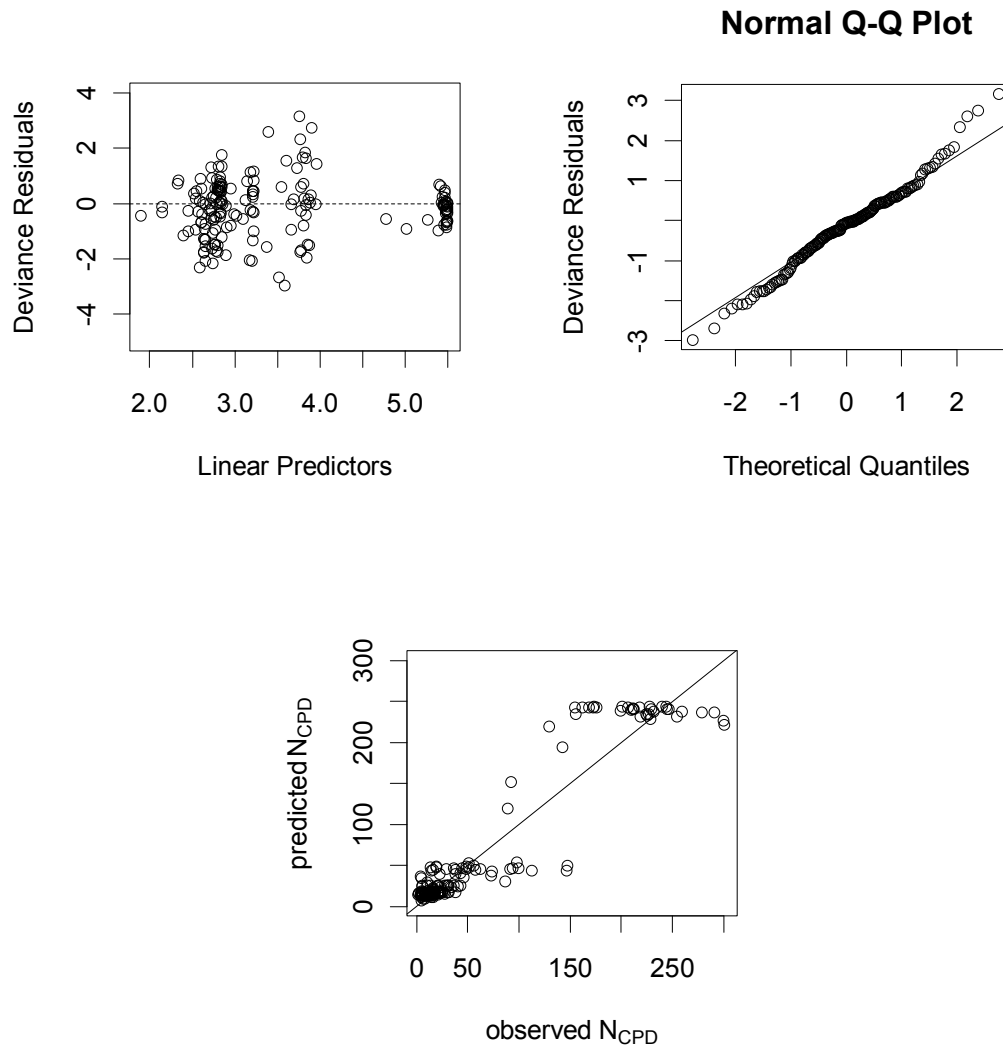 Normal Q-Q Plot
4
2
0
-2
-4
Deviance Residuals
2.0 3.0 4.0 5.0
Linear Predictors
3
1
-1
-3
Deviance Residuals
-2 -1 0 1 2
Theoretical Quantiles
300
200
100
0
predicted N_CPD
0 50 150 250
observed N_CPD